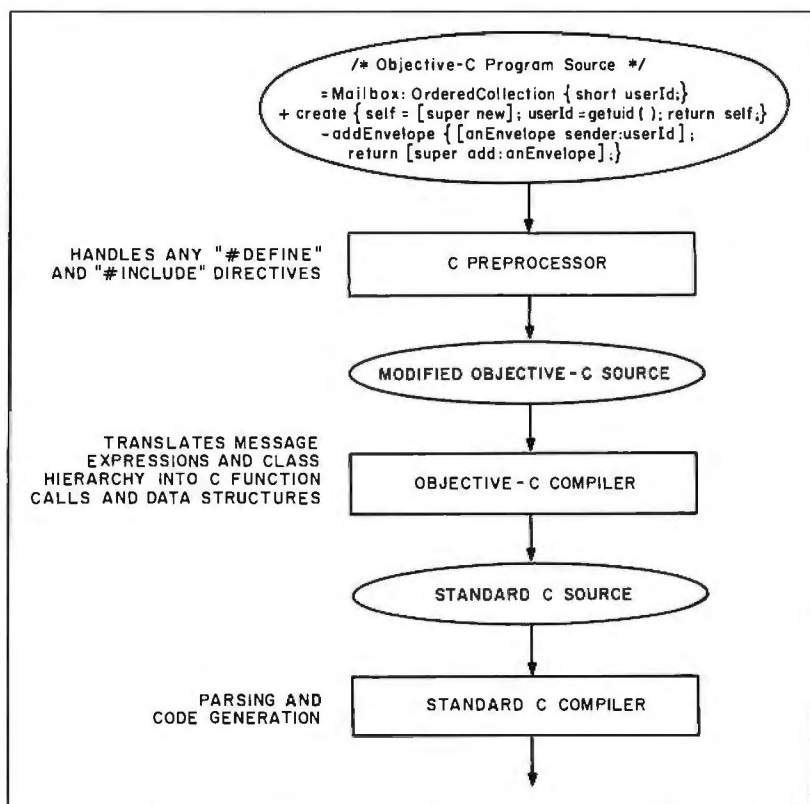 /* Objective-C Program Source */
=Mailbox: OrderedCollection {short userId;}
+ create {self = [super new]; userId=getuid(); return self;}
-addEnvelope {[anEnvelope sender:userId];
return [super add:anEnvelope];}
HANDLES ANY "#DEFINE"
AND "#INCLUDE" DIRECTIVES
C PREPROCESSOR
MODIFIED OBJECTIVE-C SOURCE
TRANSLATES MESSAGE
EXPRESSIONS AND CLASS
HIERARCHY INTO C FUNCTION
CALLS AND DATA STRUCTURES
OBJECTIVE-C COMPILER
STANDARD C SOURCE
PARSING AND
CODE GENERATION
STANDARD C COMPILER